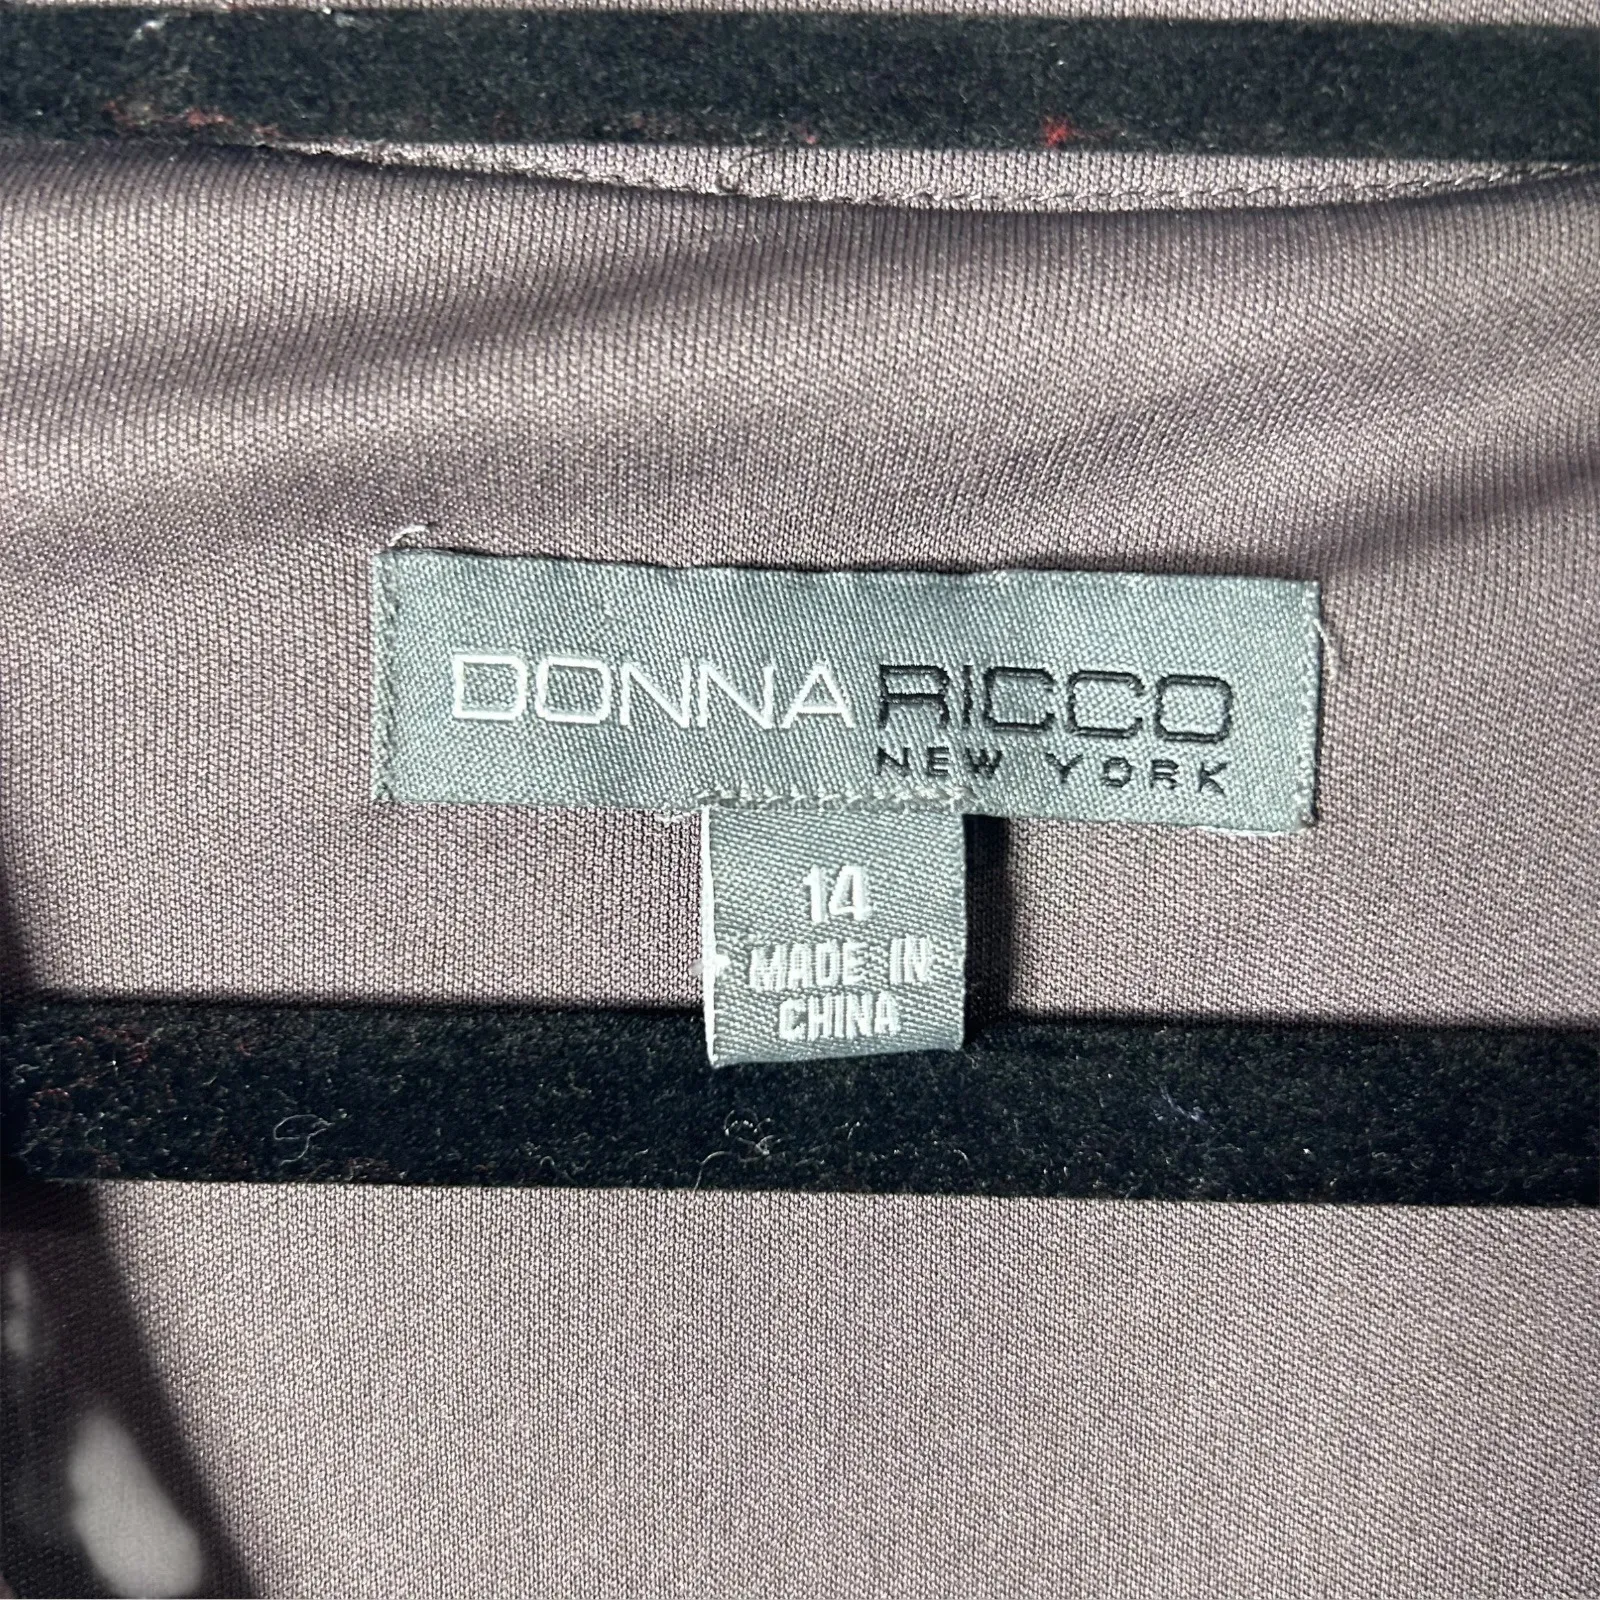 DONNA RICCO
NEW YORK
14
MADE IN
CHINA